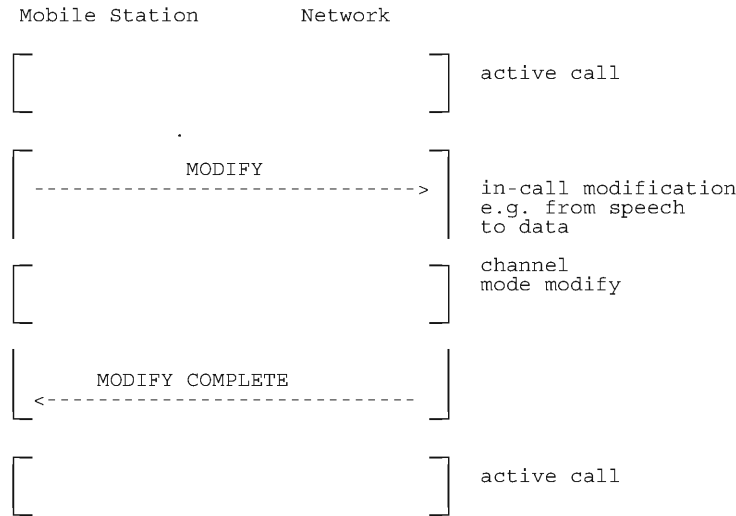 Mobile Station Network
active call
MODIFY
in-call modification
e.g. from speech
to data
channel
mode modify
MODIFY COMPLETE
active call